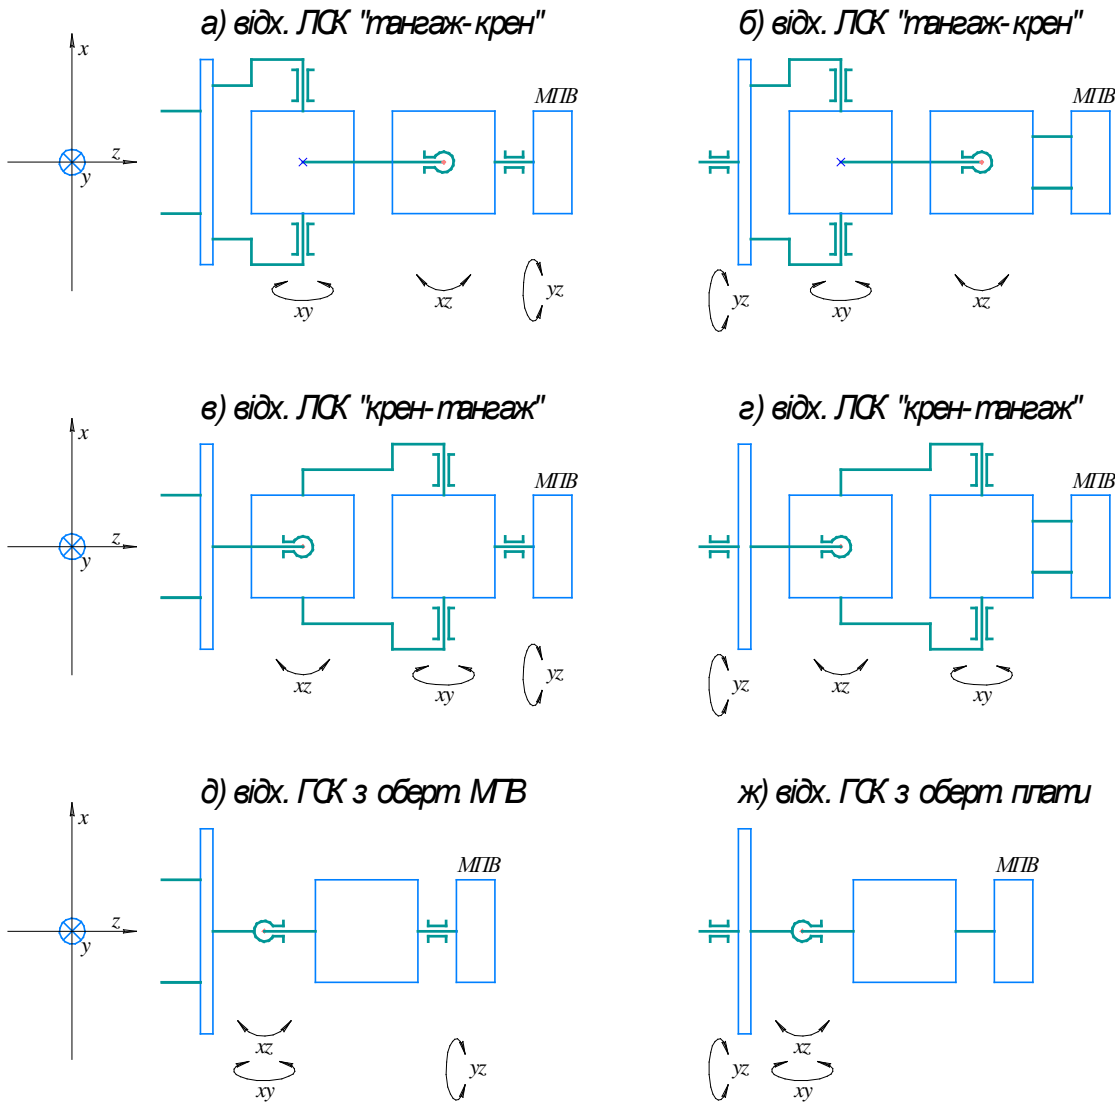 а) відх. ЛСК "тангаж-крен"
б) відх. ЛСК "тангаж-крен"
x
z
y
МПВ
МПВ
xy
xz
yz
yz
xy
xz
в) відх. ЛСК "крен-тангаж"
г) відх. ЛСК "крен-тангаж"
x
z
y
МПВ
МПВ
xz
xy
yz
yz
xz
xy
д) відх. ГСК з оберт. МПВ
ж) відх. ГСК з оберт. плати
x
z
y
МПВ
МПВ
xz
xy
yz
yz
xz
xy